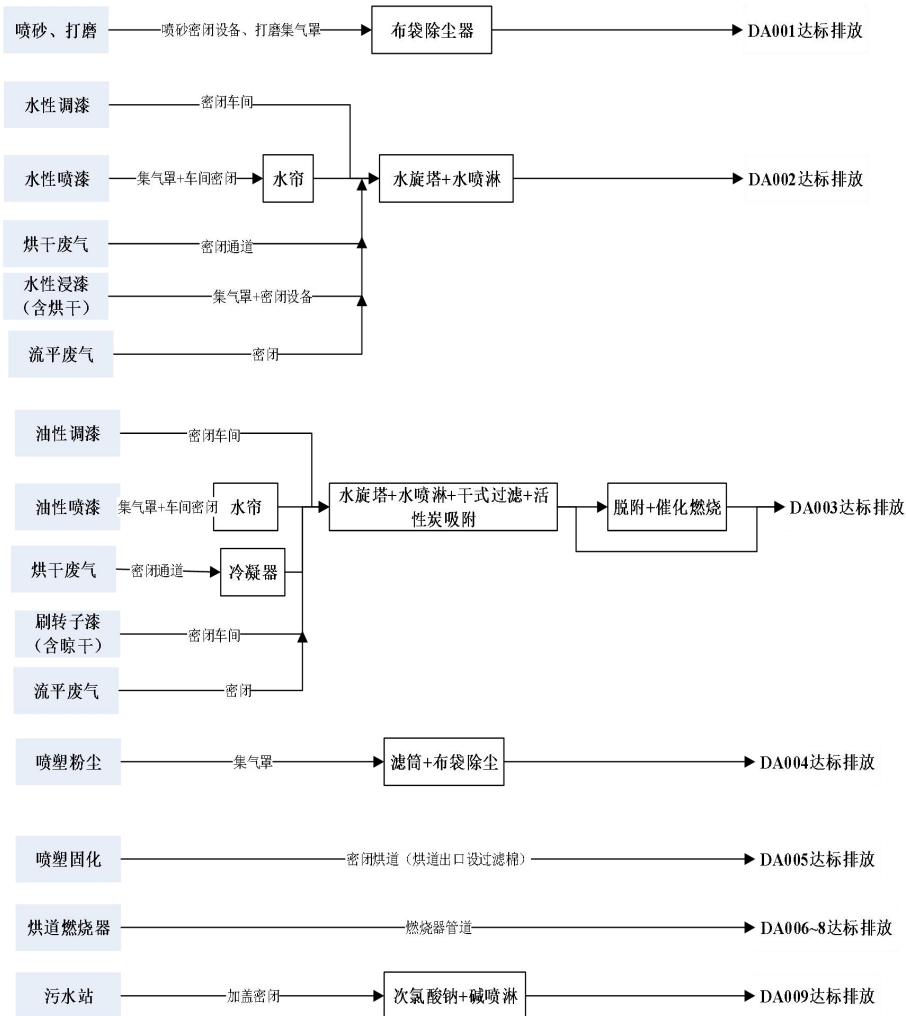 喷砂、打磨
喷砂密闭设备、打磨集气罩
布袋除尘器
DA001达标排放
水性调漆
密闭车间
水性喷漆
集气罩+车间密闭
水帘
水旋塔+水喷淋
DA002达标排放
烘干废气
密闭通道
水性浸漆
（含烘干）
集气罩+密闭设备
流平废气
密闭
油性调漆
密闭车间
油性喷漆
集气罩+车间密闭
水帘
水旋塔+水喷淋+干式过滤+活
性炭吸附
脱附+催化燃烧
DA003达标排放
烘干废气
密闭通道
冷凝器
刷转子漆
（含晾干）
密闭车间
流平废气
密闭
喷塑粉尘
集气罩
滤筒+布袋除尘
DA004达标排放
喷塑固化
密闭烘道（烘道出口设过滤棉）
DA005达标排放
烘道燃烧器
燃烧器管道
DA006~8达标排放
污水站
加盖密闭
次氯酸钠+碱喷淋
DA009达标排放